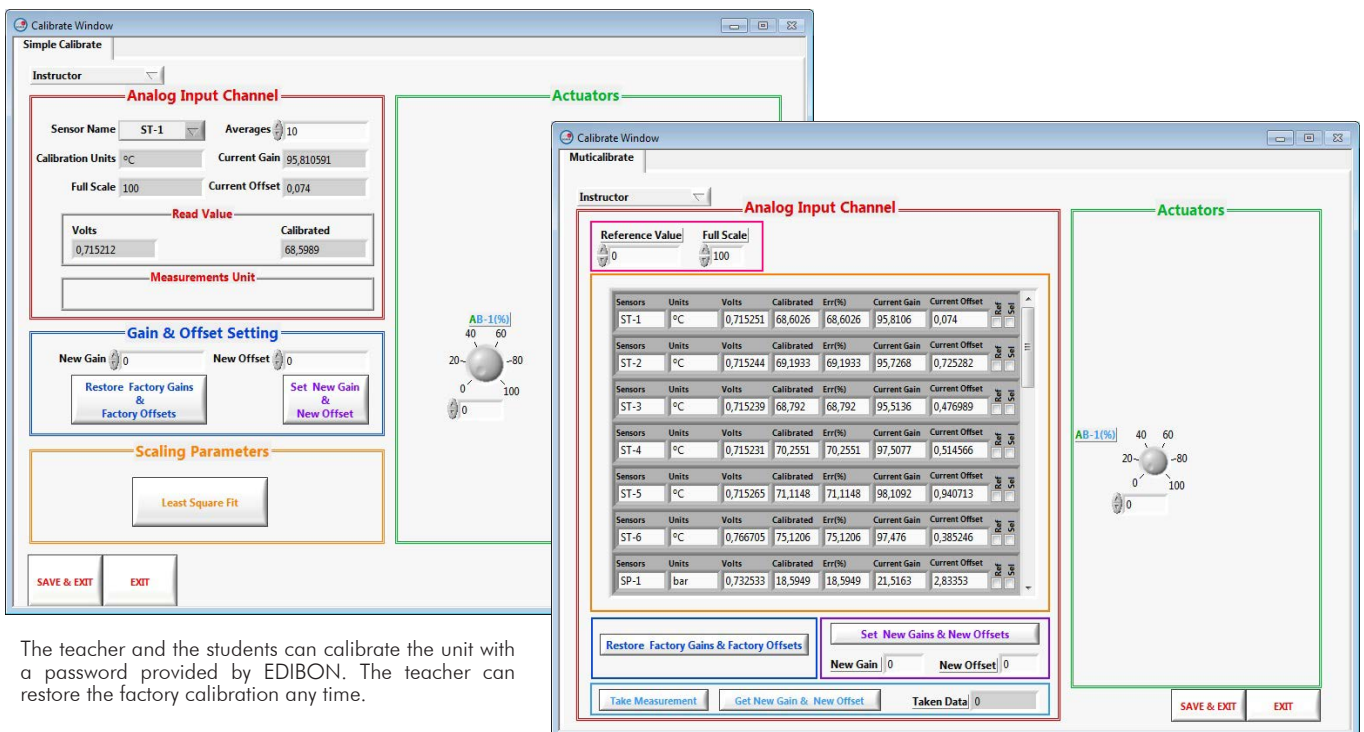 Calibrate Window
Simple Calibrate
Instructor
Analog Input Channel
Sensor Name ST-1 Averages 10
Calibration Units ºC Current Gain 95,810591
Full Scale 100 Current Offset 0,074
Read Value
Volts Calibrated
0,715212 68,5989
Measurements Unit
Gain & Offset Setting
New Gain 0 New Offset 0
Restore Factory Gains
&
Factory Offsets
Set New Gain
&
New Offset
Scaling Parameters
Least Square Fit
SAVE & EXIT EXIT
Actuators
AB-1(%)
40 60
20 80
0 100
0
The teacher and the students can calibrate the unit with
a password provided by EDIBON. The teacher can
restore the factory calibration any time.
Calibrate Window
Muticalibrate
Instructor
Analog Input Channel
Reference Value Full Scale
0 100
Sensors Units Volts Calibrated Err(%) Current Gain Current Offset Ref Sel
ST-1 ºC 0,715251 68,6026 68,6026 95,8106 0,074
Sensors Units Volts Calibrated Err(%) Current Gain Current Offset Ref Sel
ST-2 ºC 0,715244 69,1933 69,1933 95,7268 0,725282
Sensors Units Volts Calibrated Err(%) Current Gain Current Offset Ref Sel
ST-3 ºC 0,715239 68,792 68,792 95,5136 0,476989
Sensors Units Volts Calibrated Err(%) Current Gain Current Offset Ref Sel
ST-4 ºC 0,715231 70,2551 70,2551 97,5077 0,514566
Sensors Units Volts Calibrated Err(%) Current Gain Current Offset Ref Sel
ST-5 ºC 0,715265 71,1148 71,1148 98,1092 0,940713
Sensors Units Volts Calibrated Err(%) Current Gain Current Offset Ref Sel
ST-6 ºC 0,766705 75,1206 75,1206 97,476 0,385246
Sensors Units Volts Calibrated Err(%) Current Gain Current Offset Ref Sel
SP-1 bar 0,732533 18,5949 18,5949 21,5163 2,83353
Restore Factory Gains & Factory Offsets
Set New Gains & New Offsets
New Gain 0 New Offset 0
Take Measurement Get New Gain & New Offset Taken Data 0
Actuators
AB-1(%) 40 60
20 80
0 100
0
SAVE & EXIT EXIT